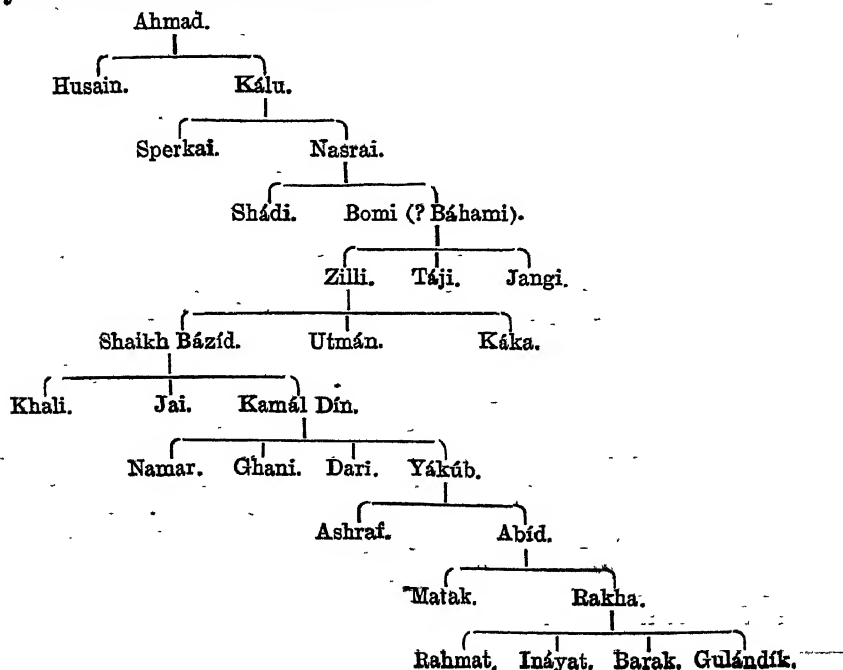 Ahmad.
Husain. Kálu.
Sperkai. Nasrai.
Shádi. Bomi (? Báhami).
Zilli. Táji. Jangi.
Shaikh Bázíd. Utmán. Káka.
Khali. Jai. Kamál Dín.
Namar. Ghani. Dari. Yákúb.
Ashraf. Abíd.
Matak. Rakha.
Rahmat. Ináyat. Barak. Gulándík.